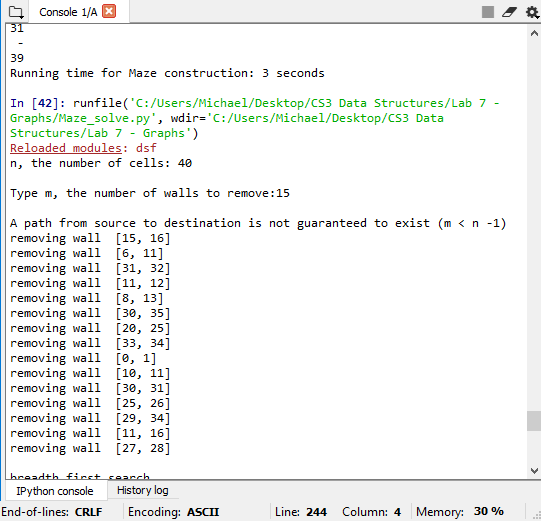 Console 1/A
31
-
39
Running time for Maze construction: 3 seconds
In [42]: runfile('C:/Users/Michael/Desktop/CS3 Data Structures/Lab 7 -
Graphs/Maze_solve.py', wdir='C:/Users/Michael/Desktop/CS3 Data
Structures/Lab 7 - Graphs')
Reloaded modules: dsf
n, the number of cells: 40
Type m, the number of walls to remove:15
A path from source to destination is not guaranteed to exist (m < n -1)
removing wall  [15, 16]
removing wall  [6, 11]
removing wall  [31, 32]
removing wall  [11, 12]
removing wall  [8, 13]
removing wall  [30, 35]
removing wall  [20, 25]
removing wall  [33, 34]
removing wall  [0, 1]
removing wall  [10, 11]
removing wall  [30, 31]
removing wall  [25, 26]
removing wall  [29, 34]
removing wall  [11, 16]
removing wall  [27, 28]
breadth first search
IPython console History log
End-of-lines: CRLF Encoding: ASCII Line: 244 Column: 4 Memory: 30 %